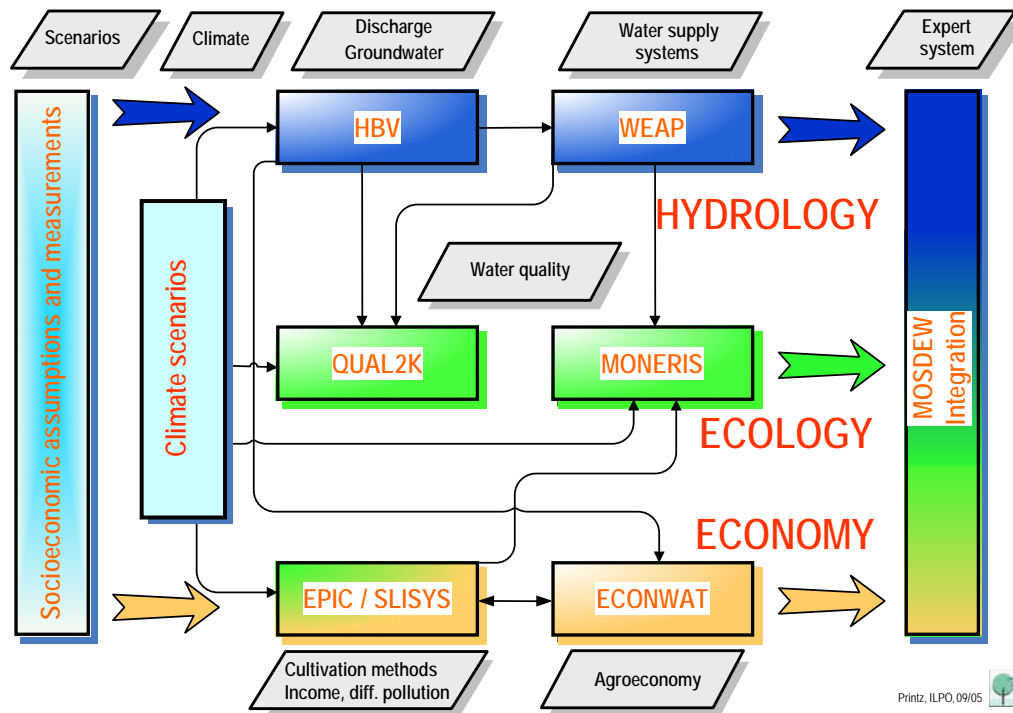 Scenarios
Climate
Discharge
Groundwater
Water supply
systems
Expert
system
Socioeconomic assumptions and measurements
Climate scenarios
HBV
WEAP
HYDROLOGY
Water quality
QUAL2K
MONERIS
ECOLOGY
MOSDEW
Integration
ECONOMY
EPIC / SLISYS
ECONWAT
Cultivation methods
Income, diff. pollution
Agroeconomy
Printz, ILPÖ, 09/05